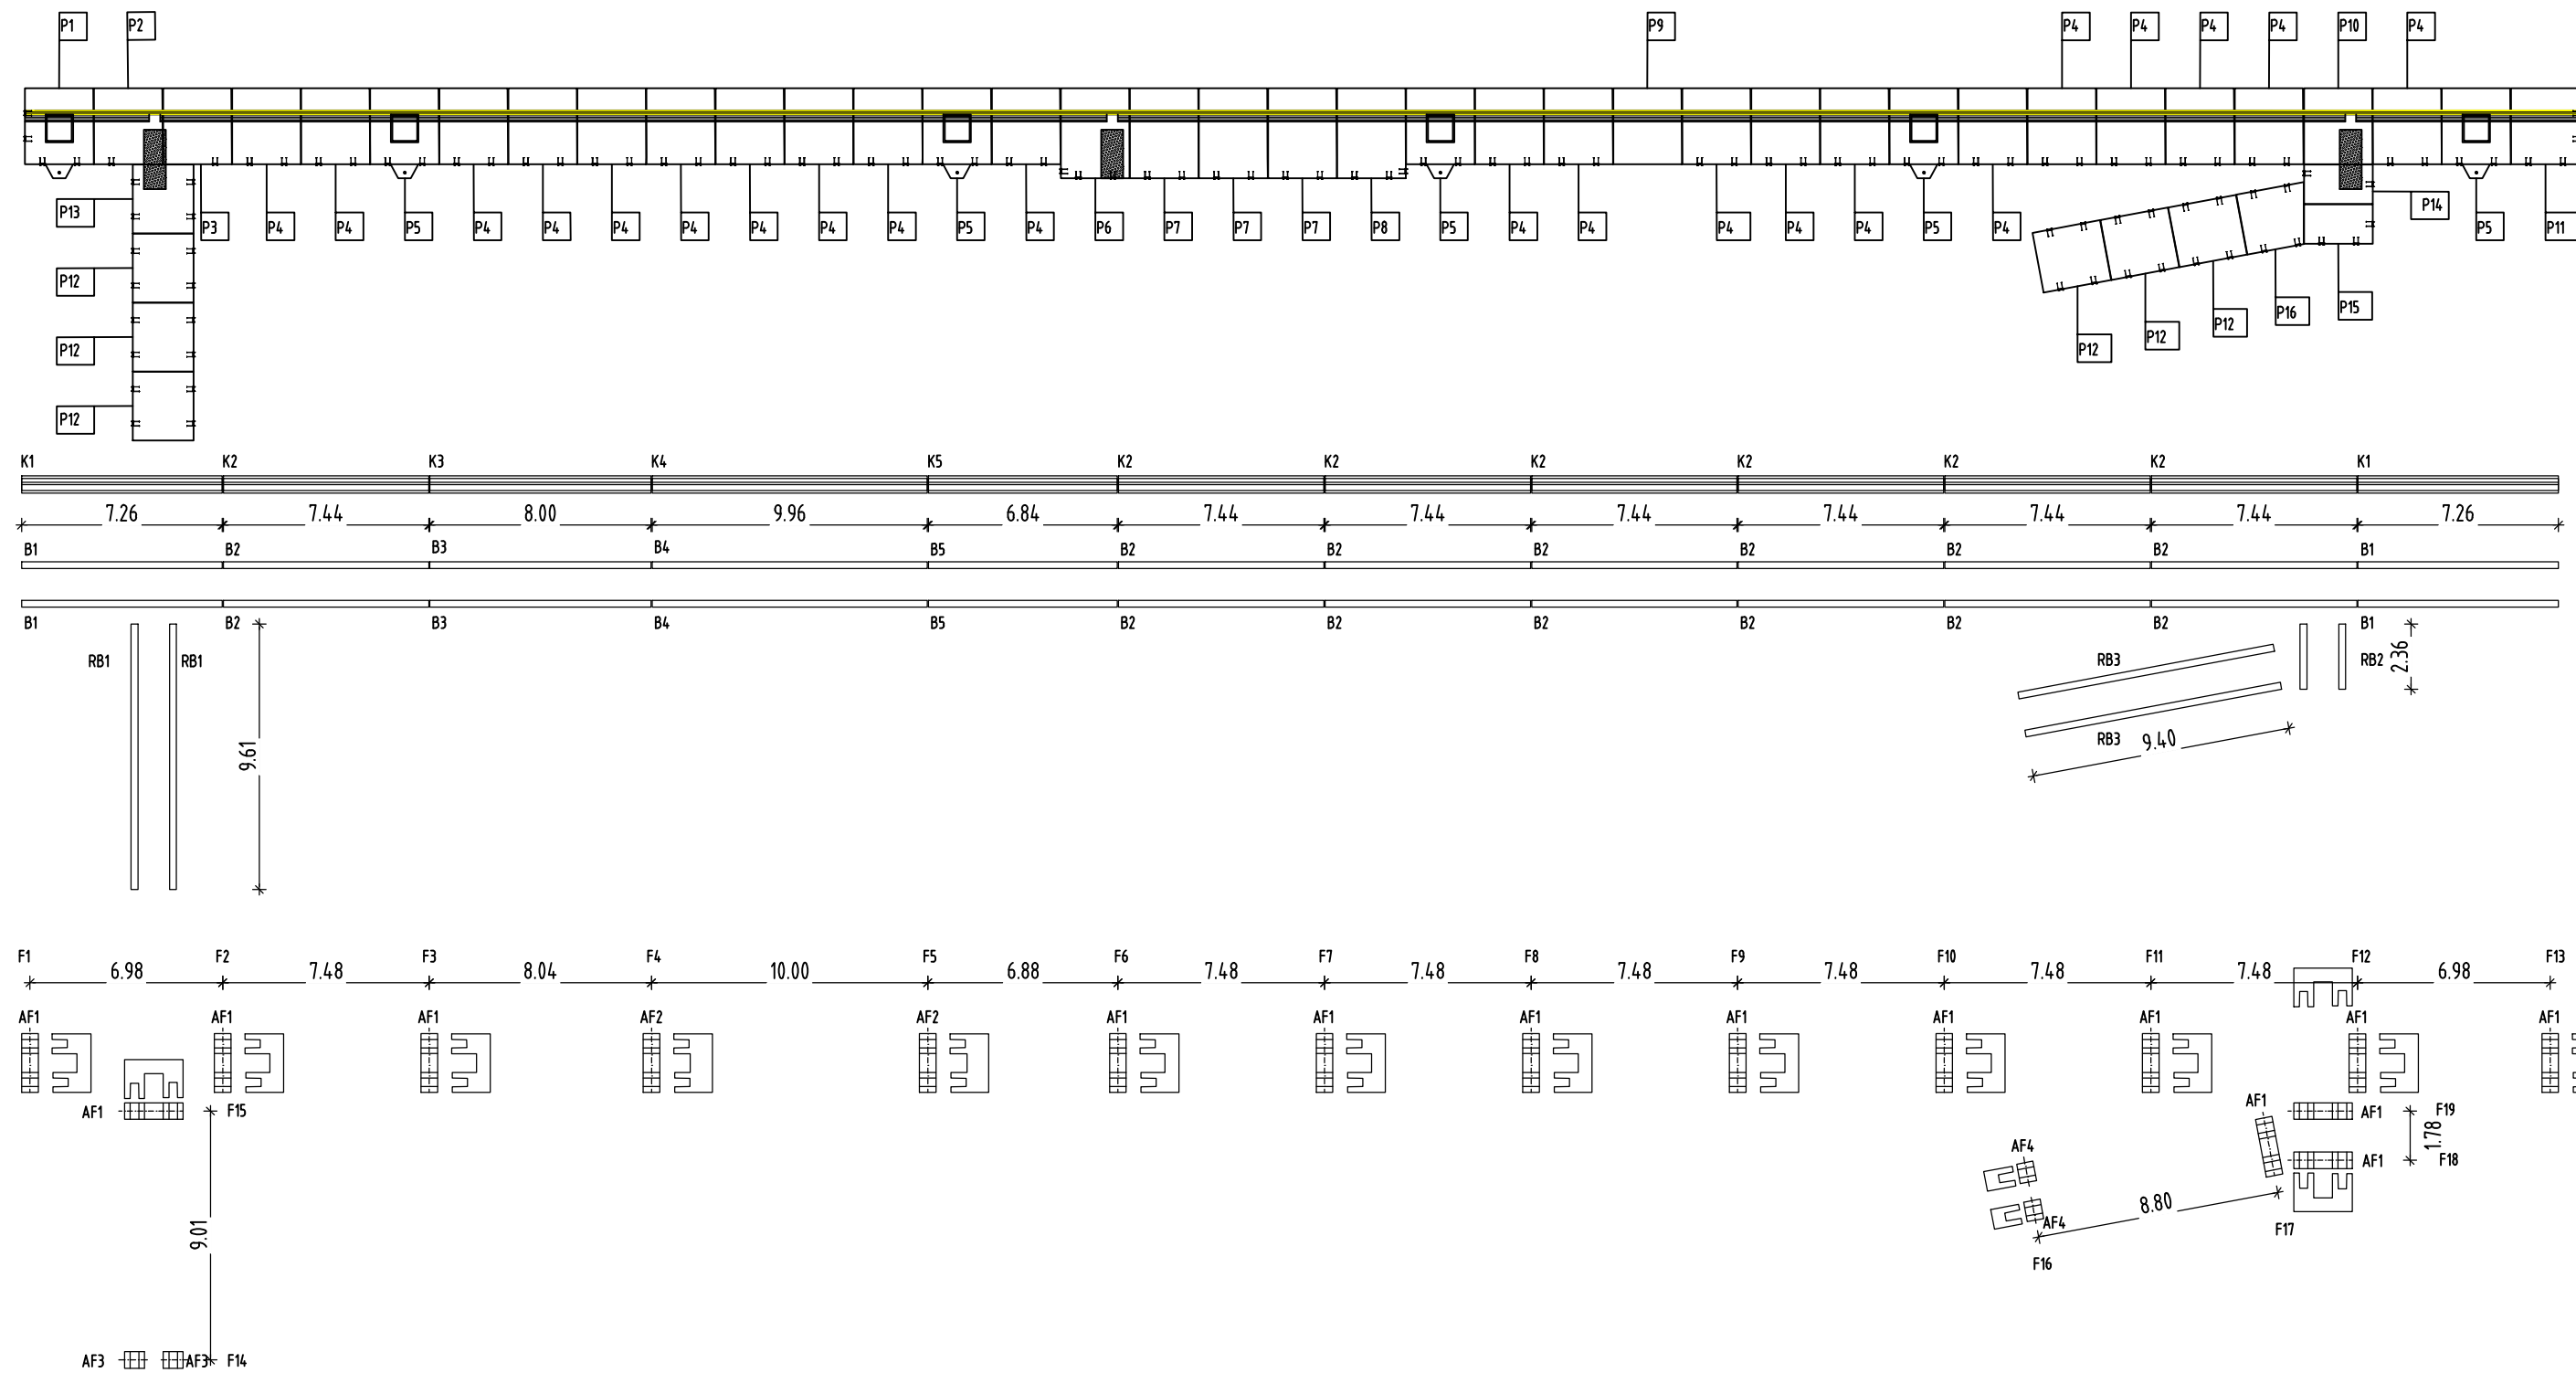 P1 P2 P9 P4 P4 P4 P4 P10 P4
P13 P3 P4 P4 P5 P4 P4 P4 P4 P4 P4 P4 P5 P4 P6 P7 P7 P7 P8 P5 P4 P4 P4 P4 P4 P5 P4 P14 P5 P11
P12 P12 P12 P12 P16 P15
P12 P12
K1 K2 K3 K4 K5 K2 K2 K2 K2 K2 K2 K1
7.26 7.44 8.00 9.96 6.84 7.44 7.44 7.44 7.44 7.44 7.44 7.26
B1 B2 B3 B4 B5 B2 B2 B2 B2 B2 B2 B1
B1 B2 B3 B4 B5 B2 B2 B2 B2 B2 B2 B1
RB1 RB1 RB3 RB2 2.36
9.61 RB3 9.40
F1 F2 F3 F4 F5 F6 F7 F8 F9 F10 F11 F12 F13
6.98 7.48 8.04 10.00 6.88 7.48 7.48 7.48 7.48 7.48 7.48 6.98
AF1 AF1 AF1 AF2 AF2 AF1 AF1 AF1 AF1 AF1 AF1 AF1 AF1
AF1 F15 AF1 AF1 F19
1.78
AF4 AF1 F18
9.01 AF4 8.80 F17
F16
AF3 AF3 F14